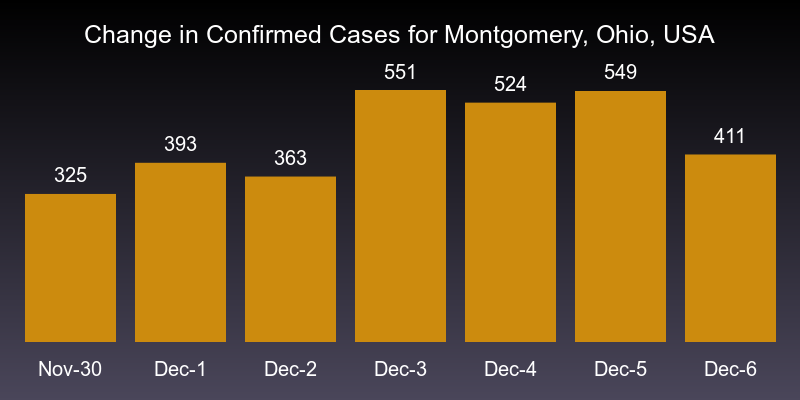 Change in Confirmed Cases for Montgomery, Ohio, USA
325 393 363 551 524 549 411
Nov-30 Dec-1 Dec-2 Dec-3 Dec-4 Dec-5 Dec-6